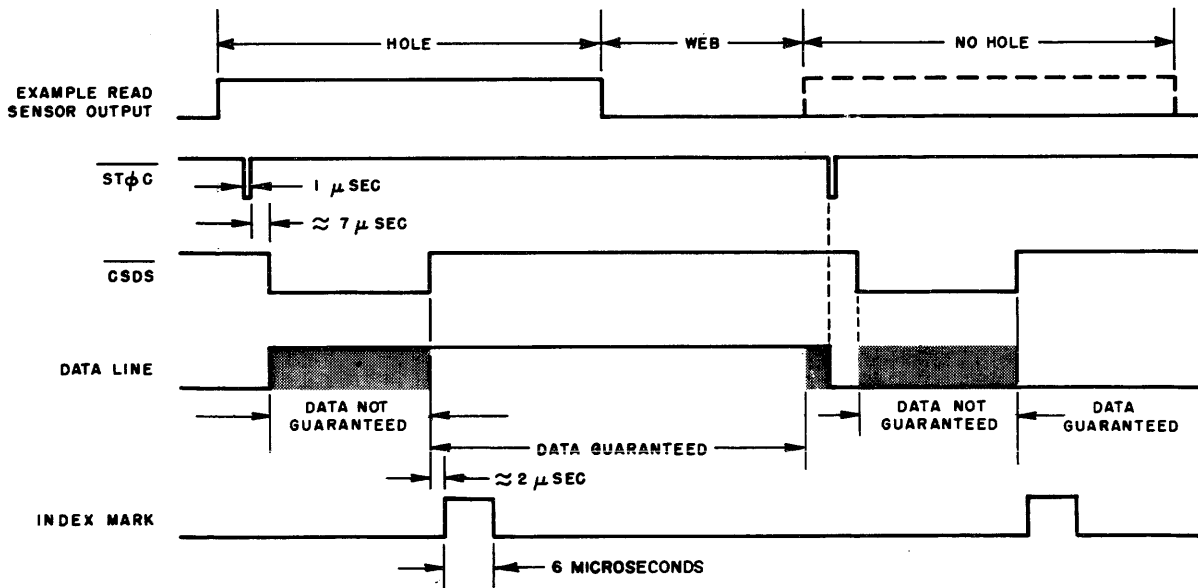 HOLE
WEB
NO HOLE
EXAMPLE READ
SENSOR OUTPUT
STϕC
1 μ SEC
≈ 7 μ SEC
CSDS
DATA LINE
DATA NOT
GUARANTEED
DATA NOT
GUARANTEED
DATA
GUARANTEED
DATA GUARANTEED
≈ 2 μ SEC
INDEX MARK
6 MICROSECONDS